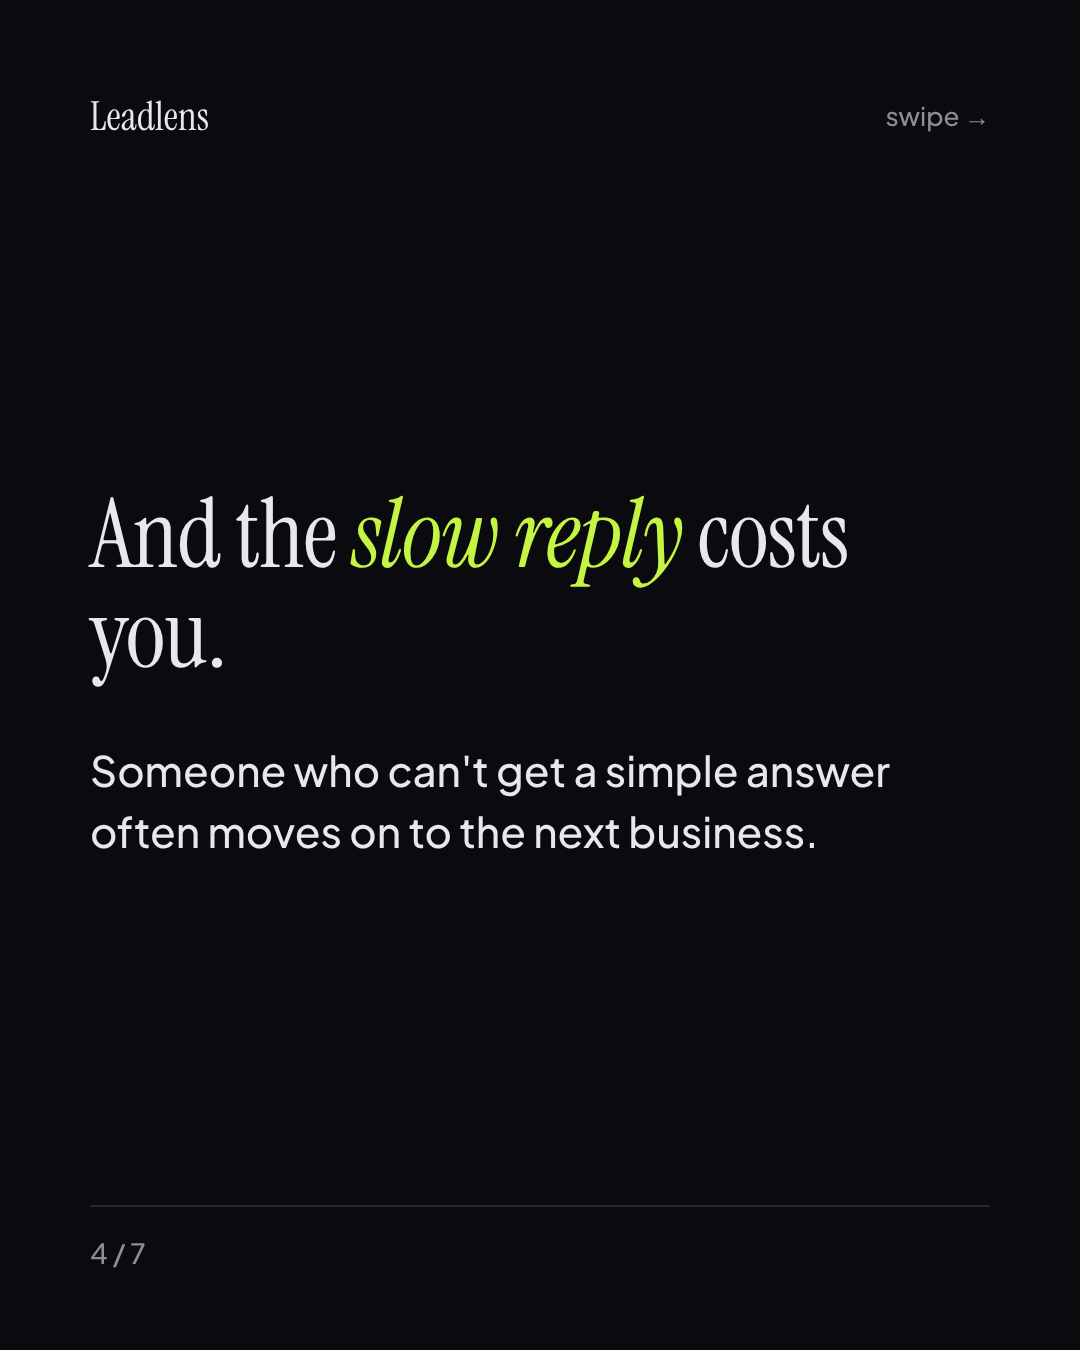 Leadlens
swipe →
And the slow reply costs
you.
Someone who can't get a simple answer
often moves on to the next business.
4 / 7